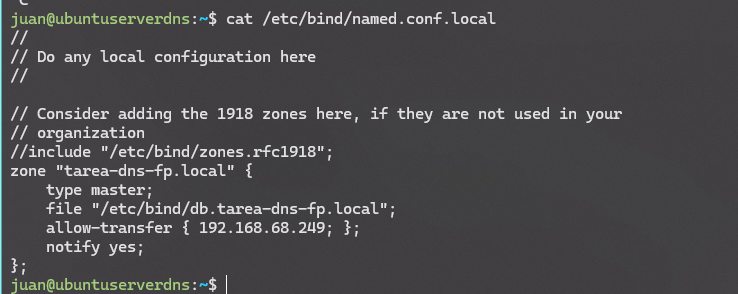 juan@ubuntuserverdns:~$ cat /etc/bind/named.conf.local
//
// Do any local configuration here
//
// Consider adding the 1918 zones here, if they are not used in your
// organization
//include "/etc/bind/zones.rfc1918";
zone "tarea-dns-fp.local" {
    type master;
    file "/etc/bind/db.tarea-dns-fp.local";
    allow-transfer { 192.168.68.249; };
    notify yes;
};
juan@ubuntuserverdns:~$